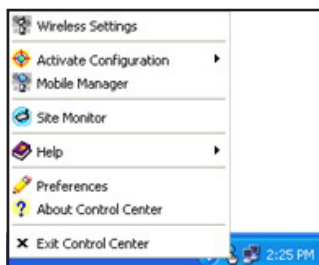 Wireless Settings
Activate Configuration
Mobile Manager
Site Monitor
Help
Preferences
About Control Center
Exit Control Center
2:25 PM